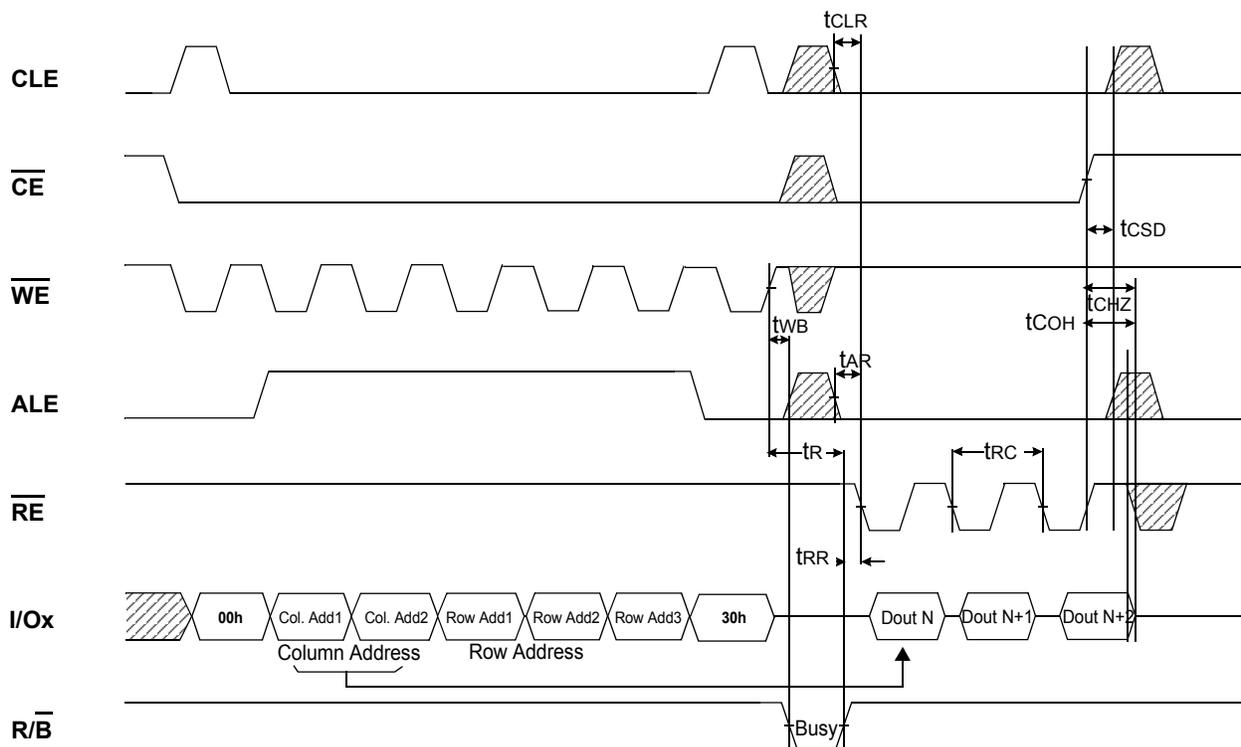 tCLR
CLE
CE
tCSD
WE
tCHZ
tWB
tCOH
tAR
ALE
tR
tRC
RE
tRR
I/Ox
00h
Col. Add1
Col. Add2
Row Add1
Row Add2
Row Add3
30h
Dout N
Dout N+1
Dout N+2
Column Address
Row Address
R/B
Busy